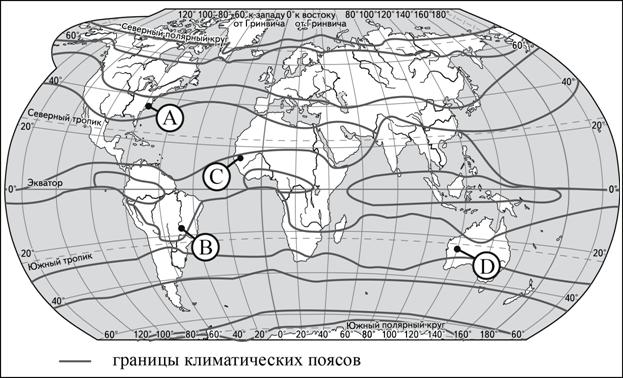 120° 100° 80° 60° к западу 0° к востоку 80° 100° 120° 140° 160° 180°
от Гринвича от Гринвича
Северный полярный круг
60° 60°
40° 40°
A
Северный тропик
20° 20°
C
Экватор
0° 0°
B
D
20° 20°
Южный тропик
40° 40°
Южный полярный круг
60° 120° 100° 80° 60° 40° 20° 0° 20° 40° 60° 80° 100° 120° 140° 160° 180° 60°
границы климатических поясов